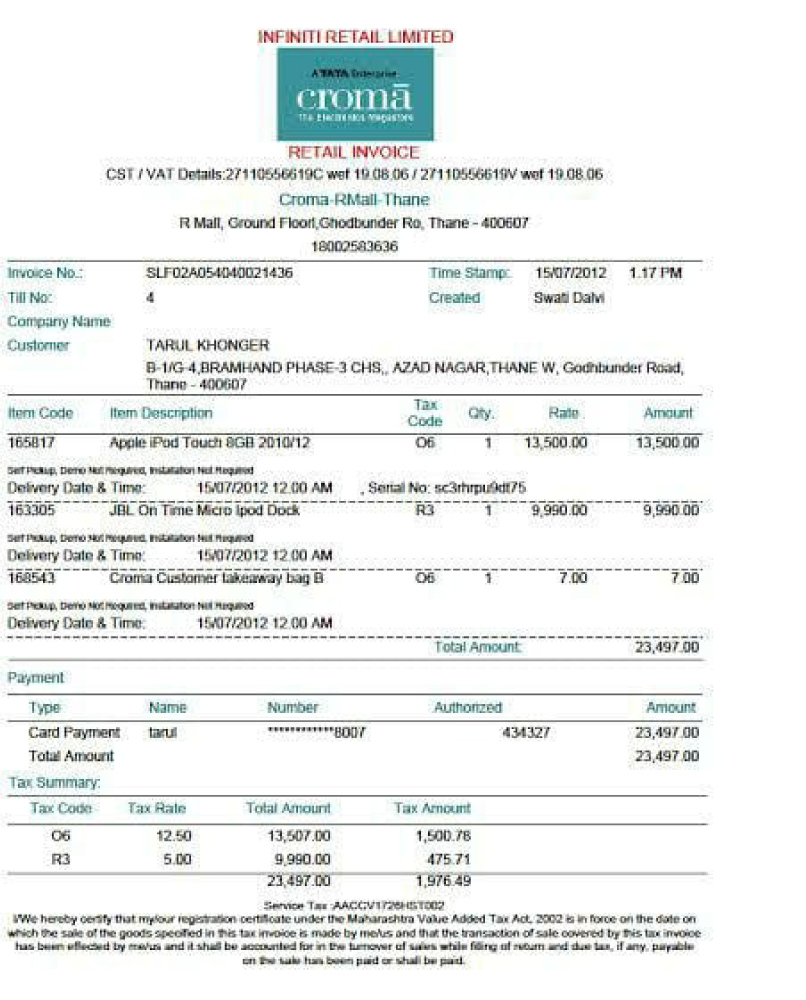 INFINITI RETAIL LIMITED
A TATA Enterprise
cromā
The Electronics Megastore
RETAIL INVOICE
CST / VAT Details:27110556619C wef 19.08.06 / 27110556619V wef 19.08.06
Croma-RMall-Thane
R Mall, Ground Floorl,Ghodbunder Ro, Thane - 400607
18002583636
Invoice No.: SLF02A054040021436 Time Stamp: 15/07/2012 1.17 PM
Till No: 4 Created Swati Dalvi
Company Name
Customer TARUL KHONGER
B-1/G-4,BRAMHAND PHASE-3 CHS,, AZAD NAGAR,THANE W, Godhbunder Road,
Thane - 400607
Item Code Item Description Tax Code Qty. Rate Amount
165817 Apple iPod Touch 8GB 2010/12 O6 1 13,500.00 13,500.00
Self Pickup, Demo Not Required, Installation Not Required
Delivery Date & Time: 15/07/2012 12.00 AM , Serial No: sc3rhrpu9dt75
163305 JBL On Time Micro Ipod Dock R3 1 9,990.00 9,990.00
Self Pickup, Demo Not Required, Installation Not Required
Delivery Date & Time: 15/07/2012 12.00 AM
168543 Croma Customer takeaway bag B O6 1 7.00 7.00
Self Pickup, Demo Not Required, Installation Not Required
Delivery Date & Time: 15/07/2012 12.00 AM
Total Amount: 23,497.00
Payment
Type Name Number Authorized Amount
Card Payment tarul ************8007 434327 23,497.00
Total Amount 23,497.00
Tax Summary:
Tax Code Tax Rate Total Amount Tax Amount
O6 12.50 13,507.00 1,500.78
R3 5.00 9,990.00 475.71
23,497.00 1,976.49
Service Tax :AACCV1726HST002
I/We hereby certify that my/our registration certificate under the Maharashtra Value Added Tax Act, 2002 is in force on the date on
which the sale of the goods specified in this tax invoice is made by me/us and that the transaction of sale covered by this tax invoice
has been effected by me/us and it shall be accounted for in the turnover of sales while filing of return and due tax, if any, payable
on the sale has been paid or shall be paid.